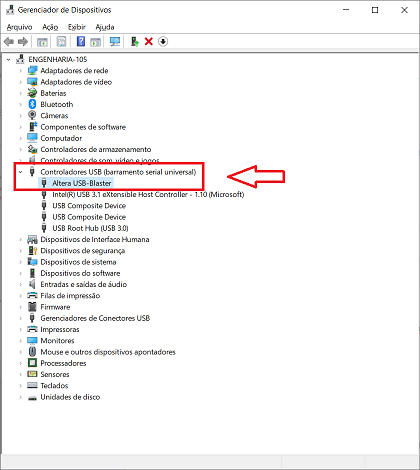 Gerenciador de Dispositivos
Arquivo Ação Exibir Ajuda
ENGENHARIA-105
Adaptadores de rede
Adaptadores de vídeo
Baterias
Bluetooth
Câmeras
Componentes de software
Computador
Controladores de armazenamento
Controladores de som, vídeo e jogos
Controladores USB (barramento serial universal)
Altera USB-Blaster
Intel(R) USB 3.1 eXtensible Host Controller - 1.10 (Microsoft)
USB Composite Device
USB Composite Device
USB Root Hub (USB 3.0)
Dispositivos de Interface Humana
Dispositivos de segurança
Dispositivos de sistema
Dispositivos do software
Entradas e saídas de áudio
Filas de impressão
Firmware
Gerenciadores de Conectores USB
Impressoras
Monitores
Mouse e outros dispositivos apontadores
Processadores
Sensores
Teclados
Unidades de disco